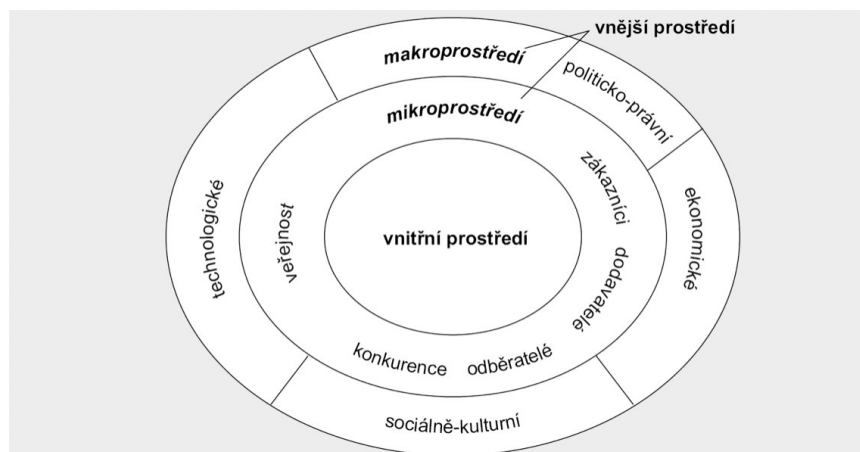 vnější prostředí
makroprostředí
politicko-právní
mikroprostředí
zákazníci
ekonomické
technologické
veřejnost
vnitřní prostředí
dodavatelé
konkurence
odběratelé
sociálně-kulturní